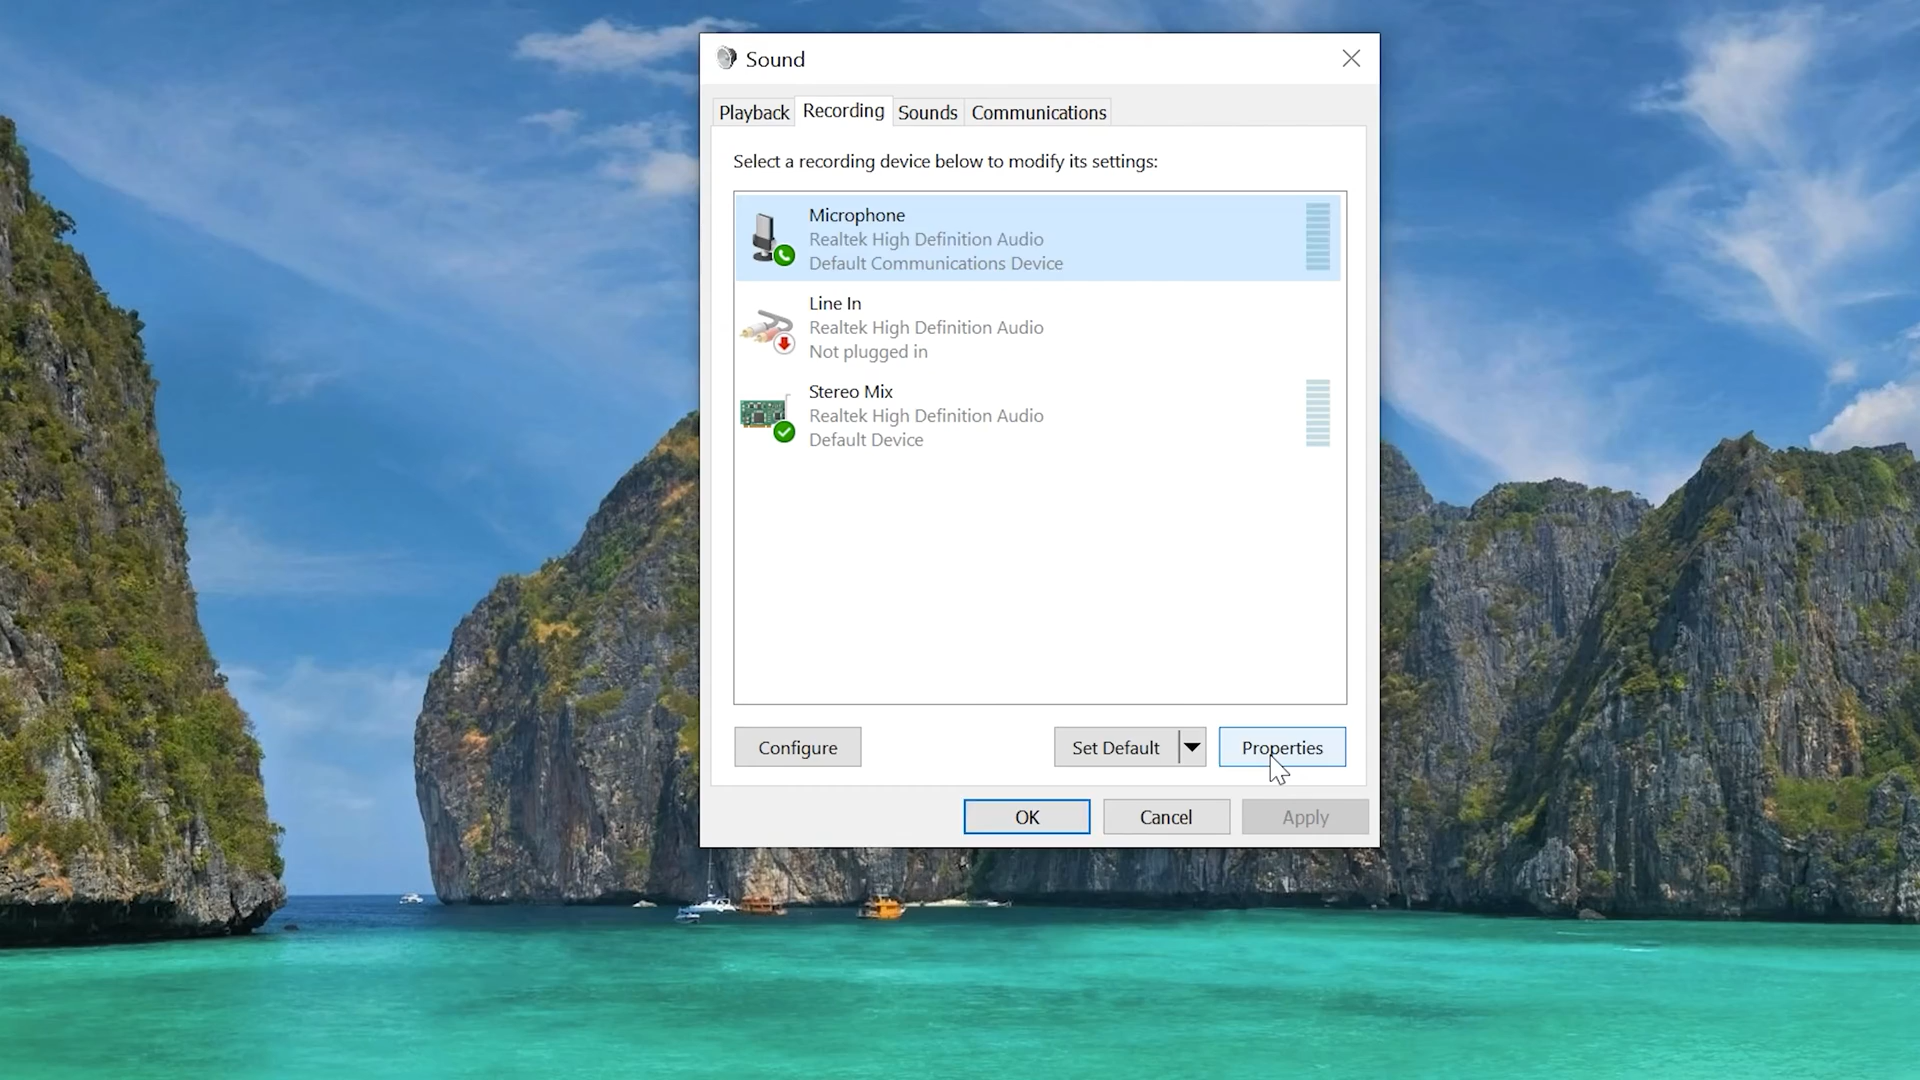 Sound
Playback Recording Sounds Communications
Select a recording device below to modify its settings:
Microphone
Realtek High Definition Audio
Default Communications Device
Line In
Realtek High Definition Audio
Not plugged in
Stereo Mix
Realtek High Definition Audio
Default Device
Configure Set Default Properties
OK Cancel Apply